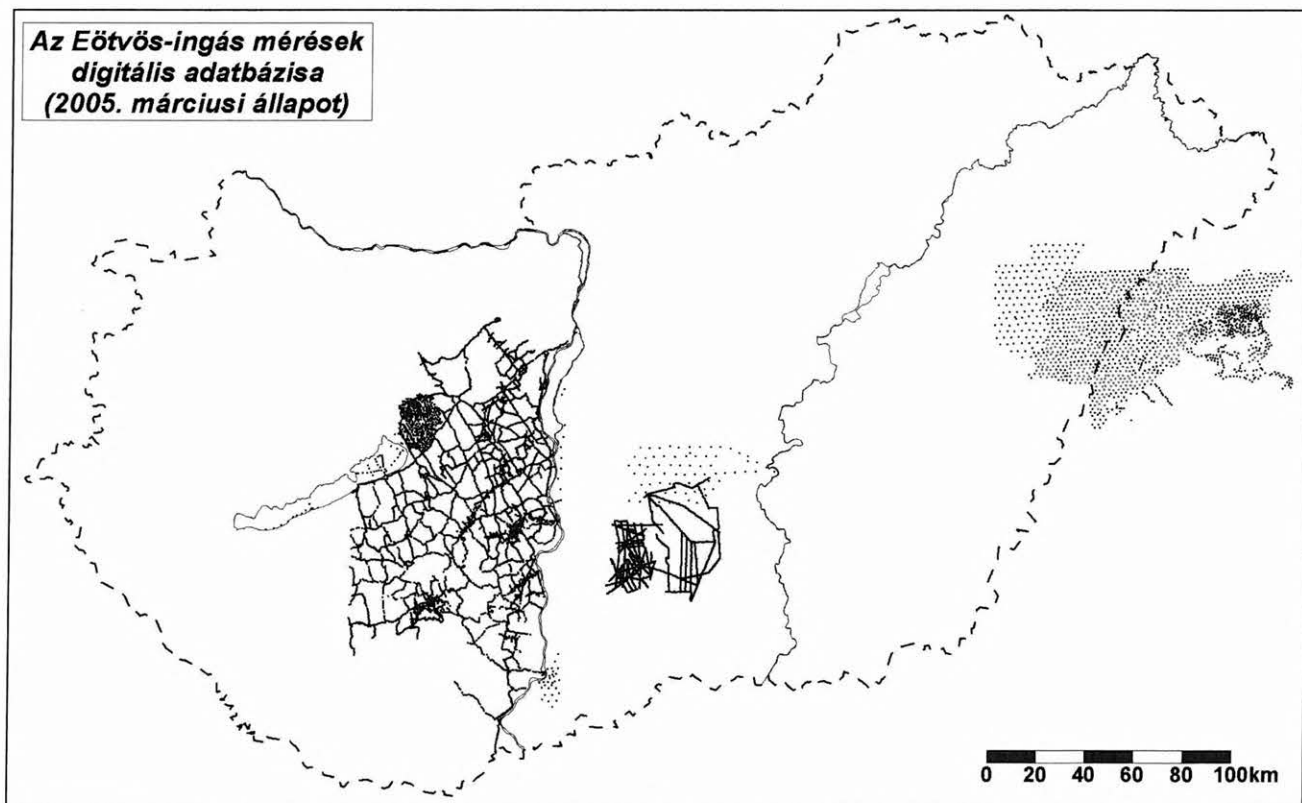 Az Eötvös-ingás mérések
digitális adatbázisa
(2005. márciusi állapot)
0 20 40 60 80 100km